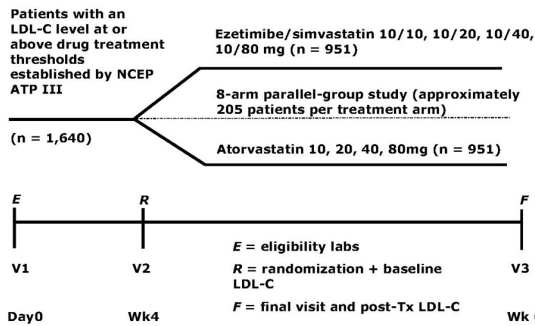 Patients with an
LDL-C level at or
above drug treatment
thresholds
established by NCEP
ATP III
(n = 1,640)
Ezetimibe/simvastatin 10/10, 10/20, 10/40,
10/80 mg (n = 951)
8-arm parallel-group study (approximately
205 patients per treatment arm)
Atorvastatin 10, 20, 40, 80mg (n = 951)
E R F
V1 V2 V3
Day0 Wk4 Wk
E = eligibility labs
R = randomization + baseline
LDL-C
F = final visit and post-Tx LDL-C